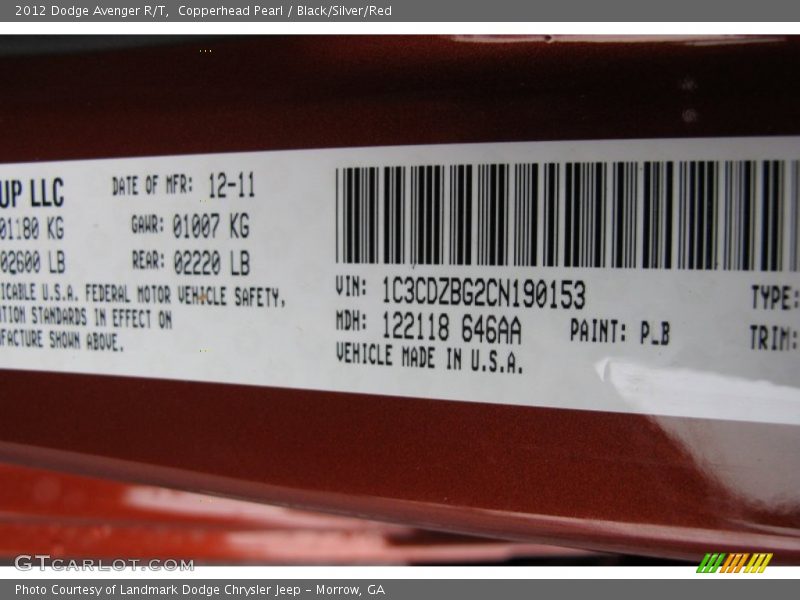 2012 Dodge Avenger R/T, Copperhead Pearl / Black/Silver/Red
UP LLC
DATE OF MFR: 12-11
01180 KG
GAWR: 01007 KG
02600 LB
REAR: 02220 LB
ICABLE U.S.A. FEDERAL MOTOR VEHICLE SAFETY,
TION STANDARDS IN EFFECT ON
FACTURE SHOWN ABOVE.
VIN: 1C3CDZBG2CN190153
TYPE:
MDH: 122118 646AA
PAINT: P_B
TRIM:
VEHICLE MADE IN U.S.A.
GTCARLOT.COM
Photo Courtesy of Landmark Dodge Chrysler Jeep – Morrow, GA